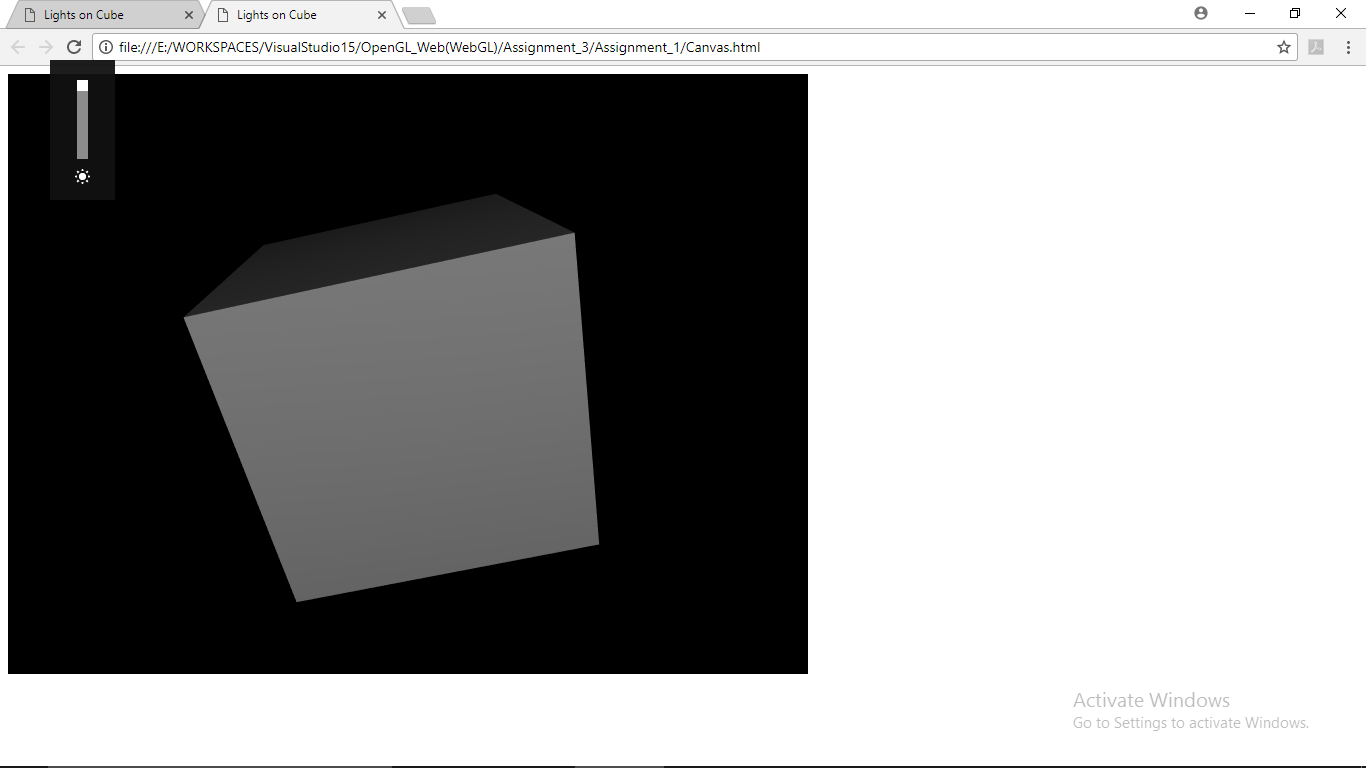 Lights on Cube
Lights on Cube
file:///E:/WORKSPACES/VisualStudio15/OpenGL_Web(WebGL)/Assignment_3/Assignment_1/Canvas.html
Activate Windows
Go to Settings to activate Windows.